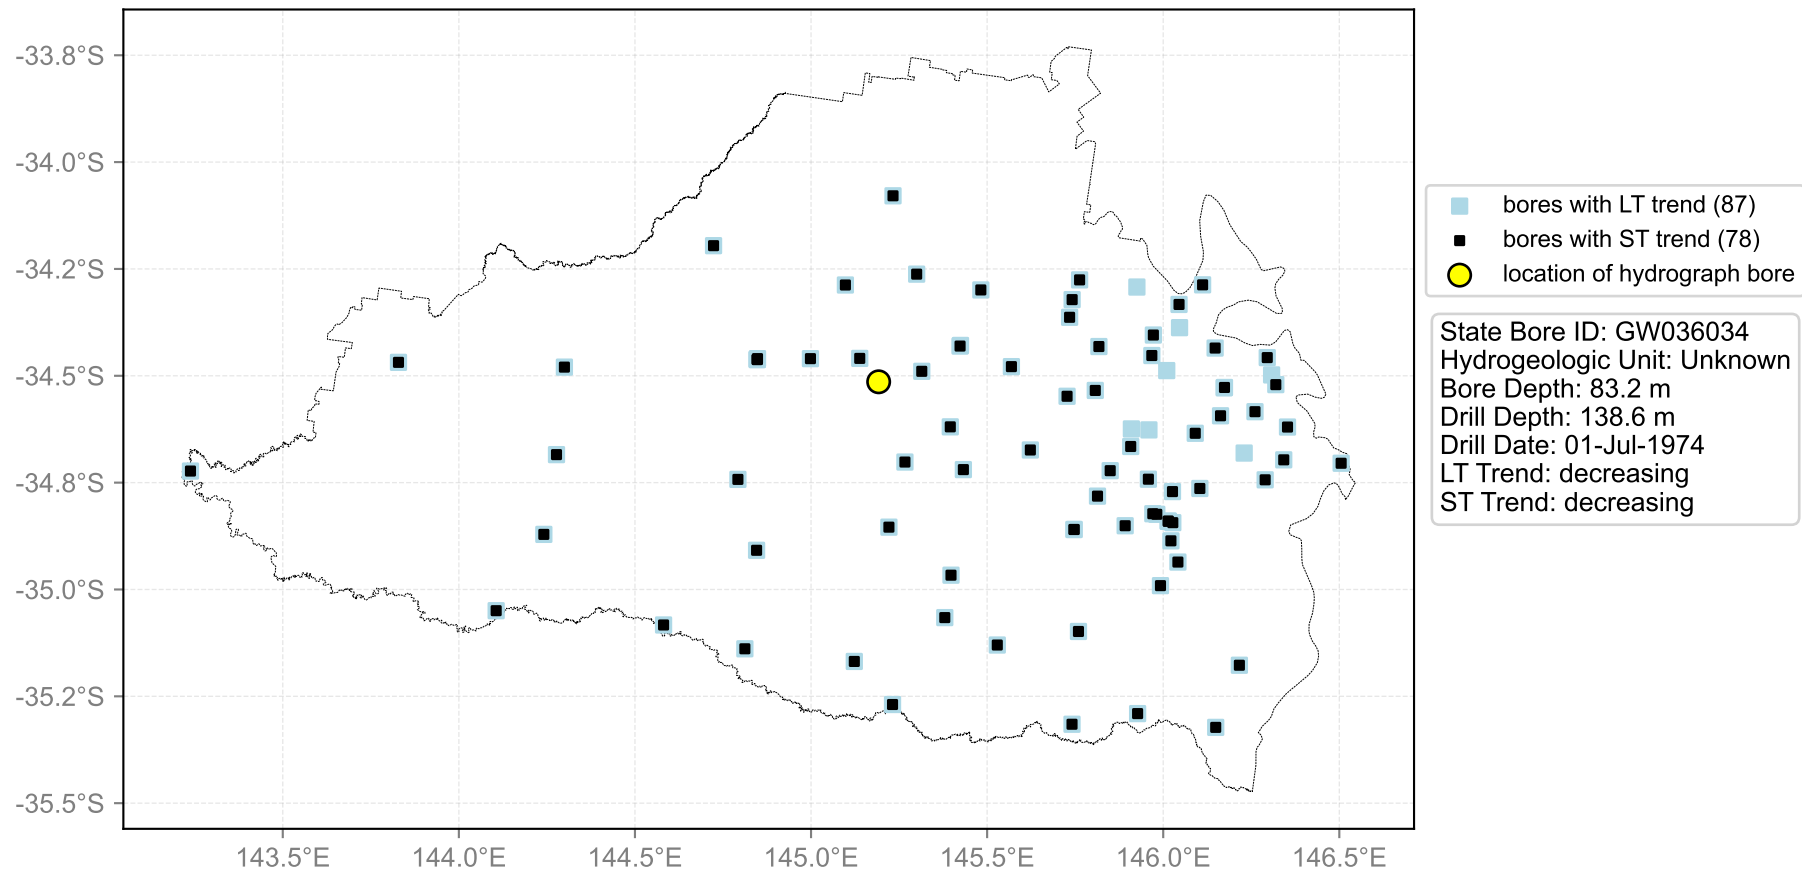 -33.8°S
-34.0°S
-34.2°S
-34.5°S
-34.8°S
-35.0°S
-35.2°S
-35.5°S
143.5°E
144.0°E
144.5°E
145.0°E
145.5°E
146.0°E
146.5°E
bores with LT trend (87)
bores with ST trend (78)
location of hydrograph bore
State Bore ID: GW036034
Hydrogeologic Unit: Unknown
Bore Depth: 83.2 m
Drill Depth: 138.6 m
Drill Date: 01-Jul-1974
LT Trend: decreasing
ST Trend: decreasing